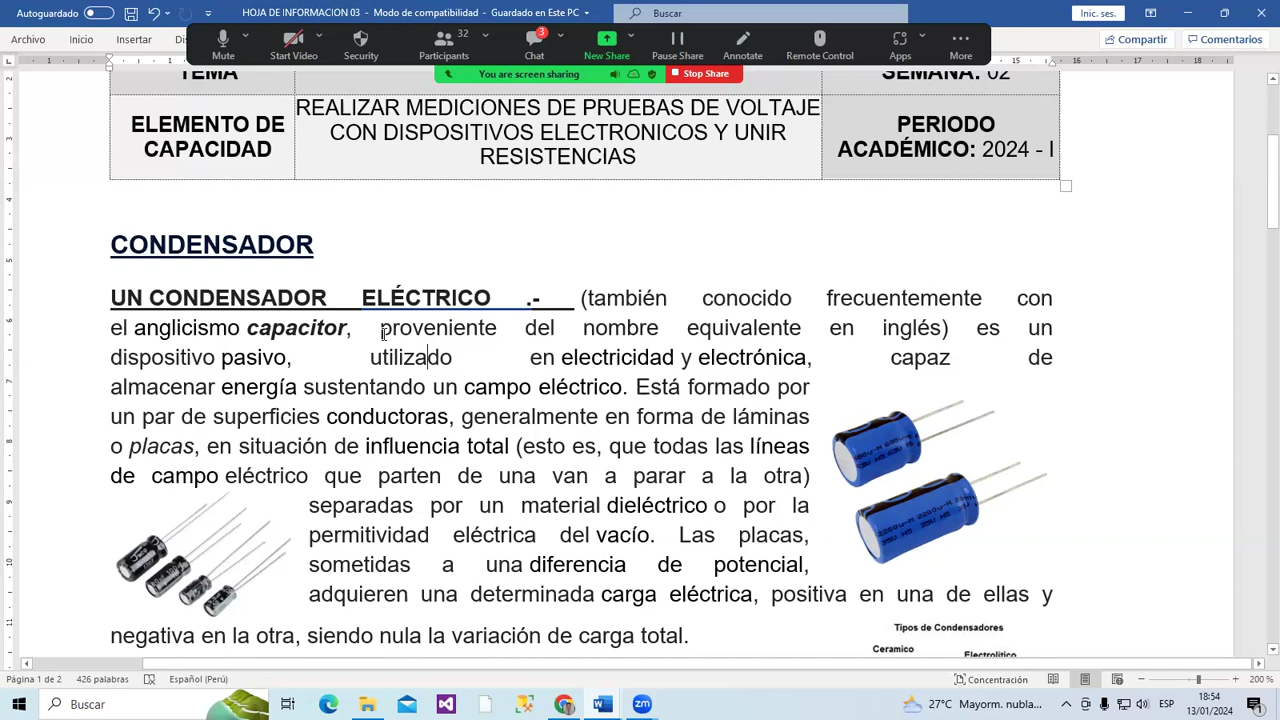 Autoguardado
HOJA DE INFORMACION 03 - Modo de compatibilidad - Guardado en Este PC
Buscar
Inic. ses.
Archivo Inicio Insertar
Mute Start Video Security Participants 32 Chat 3 New Share Pause Share Annotate Remote Control Apps More
Compartir Comentarios
You are screen sharing Stop Share
TEMA
SEMANA: 02
ELEMENTO DE
CAPACIDAD
REALIZAR MEDICIONES DE PRUEBAS DE VOLTAJE
CON DISPOSITIVOS ELECTRONICOS Y UNIR
RESISTENCIAS
PERIODO
ACADÉMICO: 2024 - I
CONDENSADOR
UN CONDENSADOR ELÉCTRICO .- (también conocido frecuentemente con
el anglicismo capacitor, proveniente del nombre equivalente en inglés) es un
dispositivo pasivo, utilizado en electricidad y electrónica, capaz de
almacenar energía sustentando un campo eléctrico. Está formado por
un par de superficies conductoras, generalmente en forma de láminas
o placas, en situación de influencia total (esto es, que todas las líneas
de campo eléctrico que parten de una van a parar a la otra)
separadas por un material dieléctrico o por la
permitividad eléctrica del vacío. Las placas,
sometidas a una diferencia de potencial,
adquieren una determinada carga eléctrica, positiva en una de ellas y
negativa en la otra, siendo nula la variación de carga total.
Tipos de Condensadores
Ceramico
Electrolitico
Página 1 de 2 426 palabras Español (Perú) Concentración 200 %
Buscar
27°C Mayorm. nubla...
ESP
18:54
13/01/2024